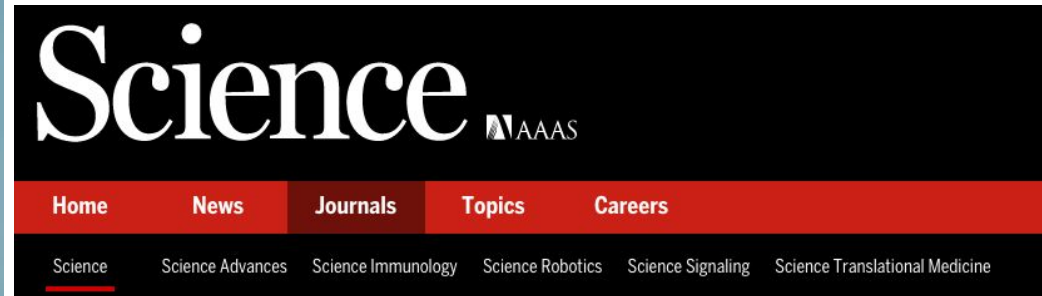 Science AAAS
Home News Journals Topics Careers
Science Science Advances Science Immunology Science Robotics Science Signaling Science Translational Medicine